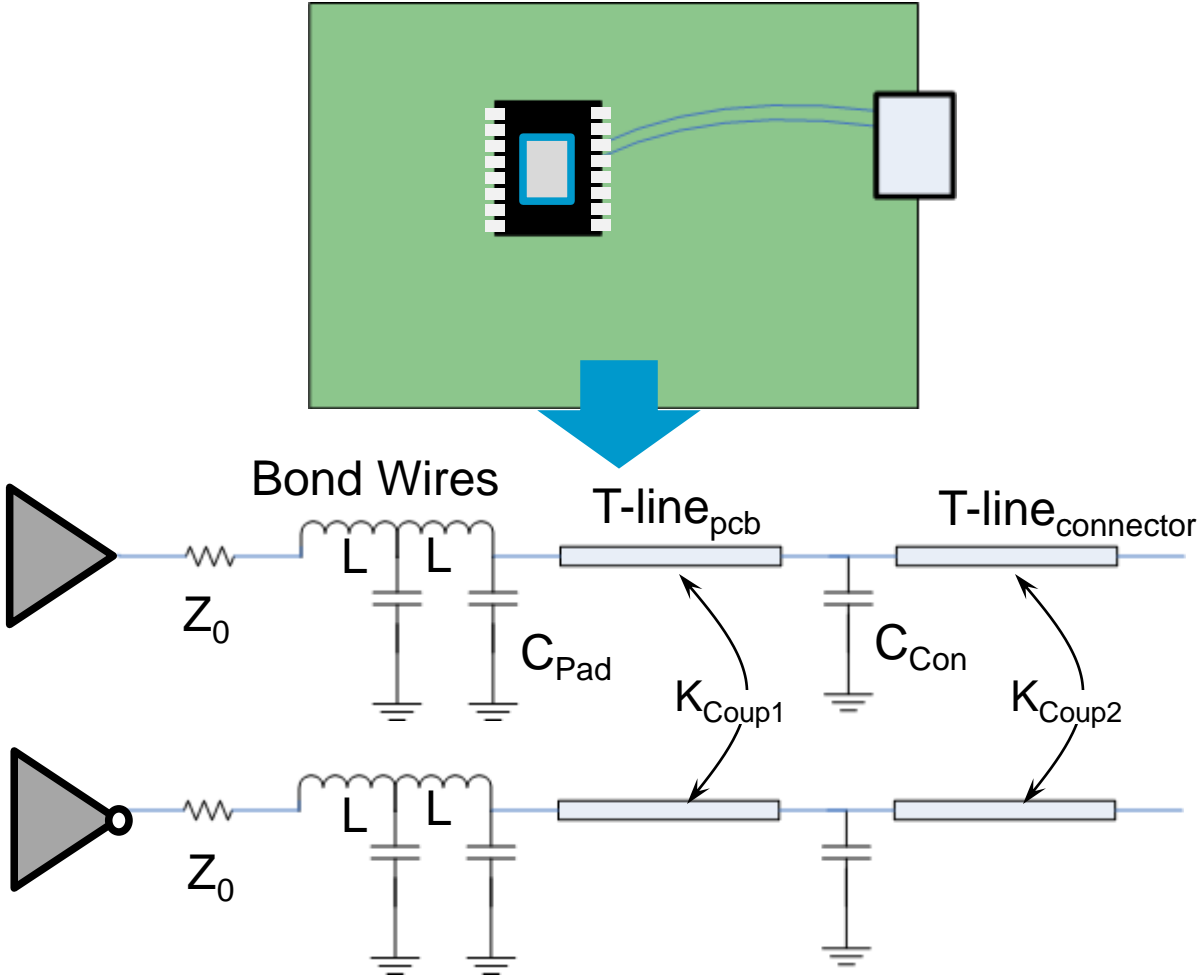 Bond Wires
T-line_pcb
T-line_connector
L L
Z_0
C_Pad
C_Con
K_Coup1
K_Coup2
L L
Z_0